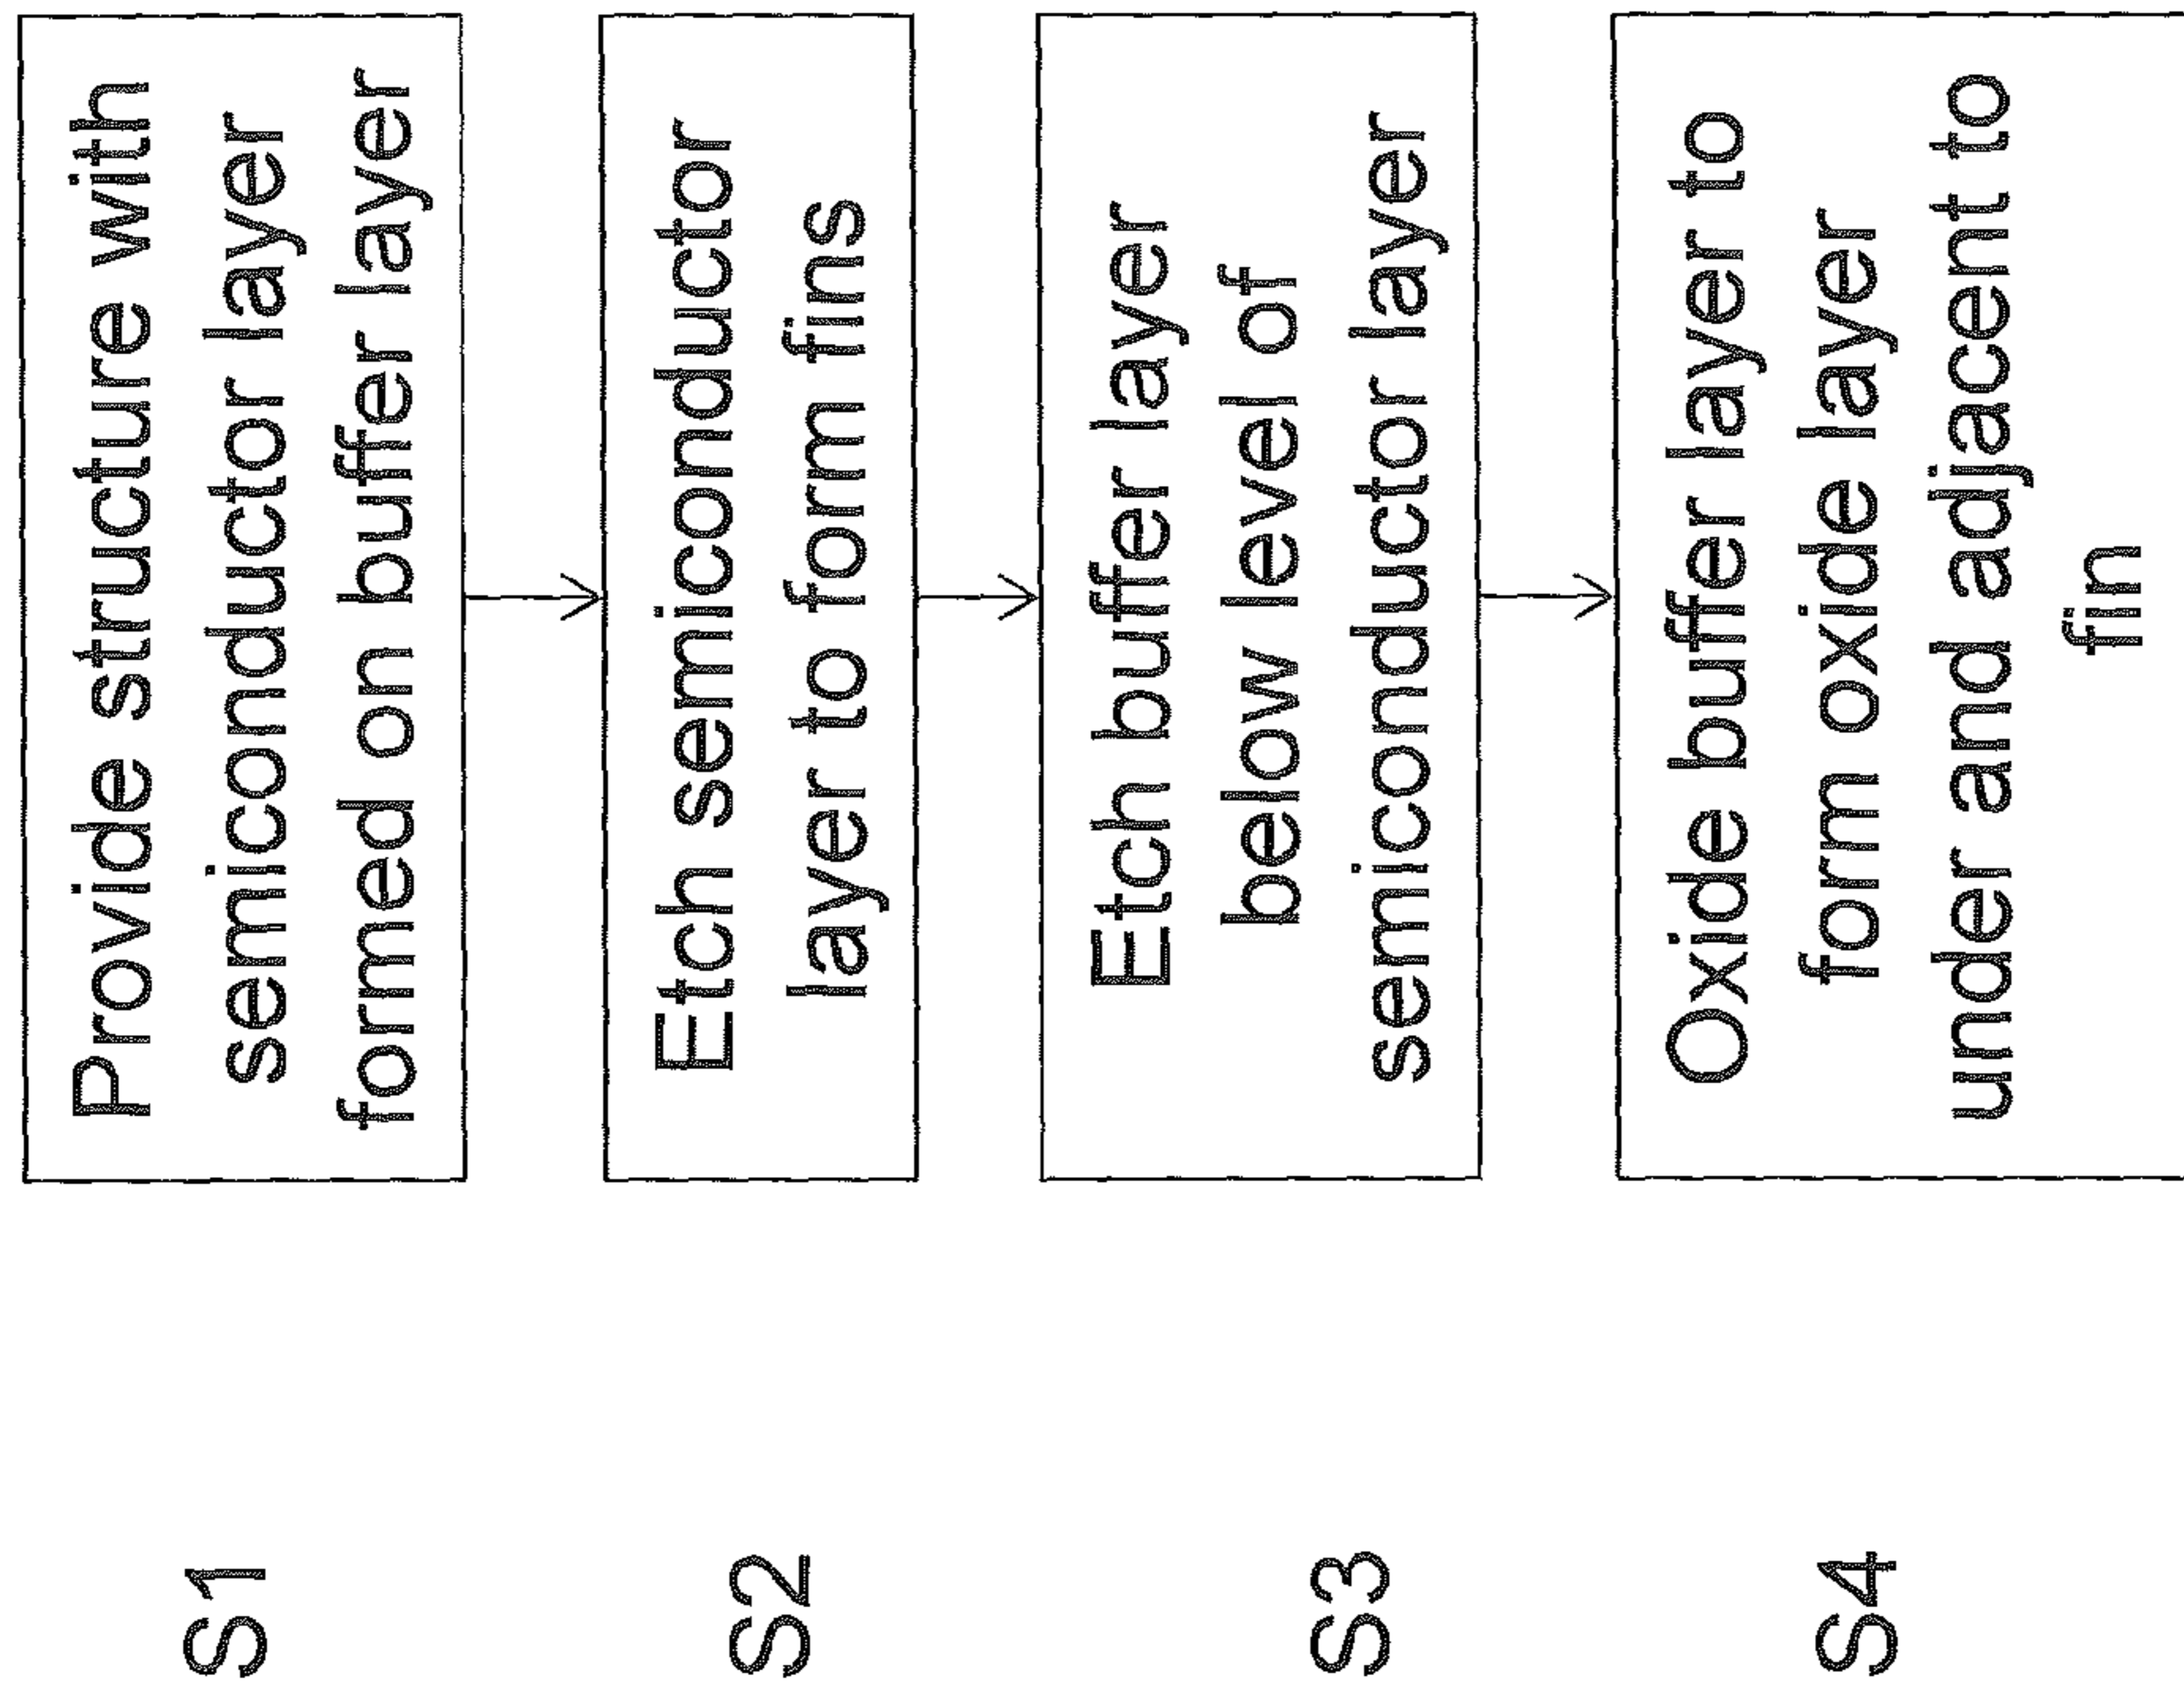 S1
Provide structure with
semiconductor layer
formed on buffer layer
S2
Etch semiconductor
layer to form fins
S3
Etch buffer layer
below level of
semiconductor layer
S4
Oxide buffer layer to
form oxide layer
under and adjacent to
fin